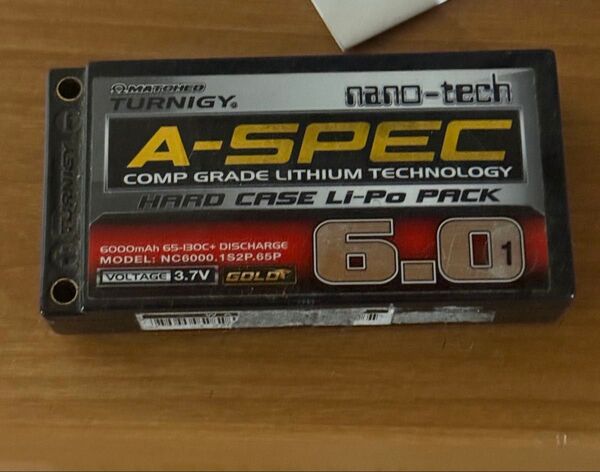 Ω.MATCHED
TURNIGY®
nano-tech
A-SPEC
COMP GRADE LITHIUM TECHNOLOGY
HARD CASE Li-Po PACK
6000mAh 65-130C+ DISCHARGE
MODEL: NC6000.1S2P.65P
VOLTAGE 3.7V GOLD
6.0
1
TURNIGY